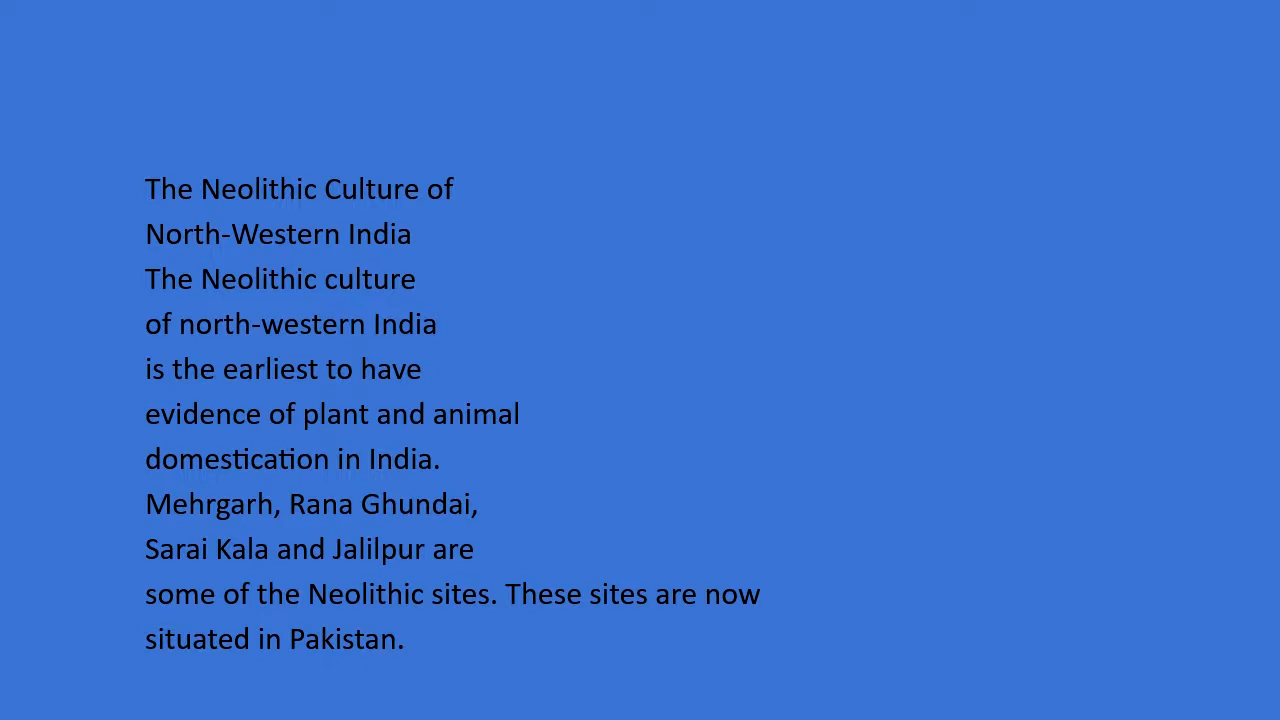 The Neolithic Culture of
North-Western India
The Neolithic culture
of north-western India
is the earliest to have
evidence of plant and animal
domestication in India.
Mehrgarh, Rana Ghundai,
Sarai Kala and Jalilpur are
some of the Neolithic sites. These sites are now
situated in Pakistan.